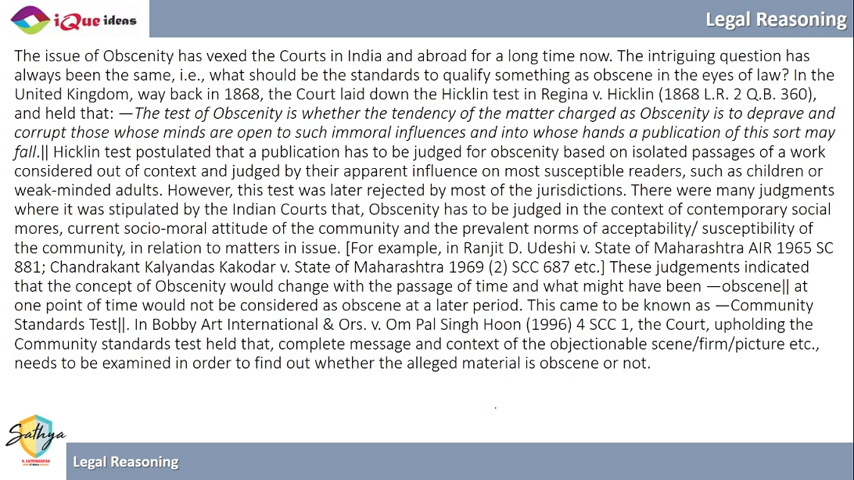 iQue ideas
Legal Reasoning
The issue of Obscenity has vexed the Courts in India and abroad for a long time now. The intriguing question has
always been the same, i.e., what should be the standards to qualify something as obscene in the eyes of law? In the
United Kingdom, way back in 1868, the Court laid down the Hicklin test in Regina v. Hicklin (1868 L.R. 2 Q.B. 360),
and held that: ―The test of Obscenity is whether the tendency of the matter charged as Obscenity is to deprave and
corrupt those whose minds are open to such immoral influences and into whose hands a publication of this sort may
fall.‖ Hicklin test postulated that a publication has to be judged for obscenity based on isolated passages of a work
considered out of context and judged by their apparent influence on most susceptible readers, such as children or
weak-minded adults. However, this test was later rejected by most of the jurisdictions. There were many judgments
where it was stipulated by the Indian Courts that, Obscenity has to be judged in the context of contemporary social
mores, current socio-moral attitude of the community and the prevalent norms of acceptability/ susceptibility of
the community, in relation to matters in issue. [For example, in Ranjit D. Udeshi v. State of Maharashtra AIR 1965 SC
881; Chandrakant Kalyandas Kakodar v. State of Maharashtra 1969 (2) SCC 687 etc.] These judgements indicated
that the concept of Obscenity would change with the passage of time and what might have been ―obscene‖ at
one point of time would not be considered as obscene at a later period. This came to be known as ―Community
Standards Test‖. In Bobby Art International & Ors. v. Om Pal Singh Hoon (1996) 4 SCC 1, the Court, upholding the
Community standards test held that, complete message and context of the objectionable scene/firm/picture etc.,
needs to be examined in order to find out whether the alleged material is obscene or not.
Sathya
Legal Reasoning